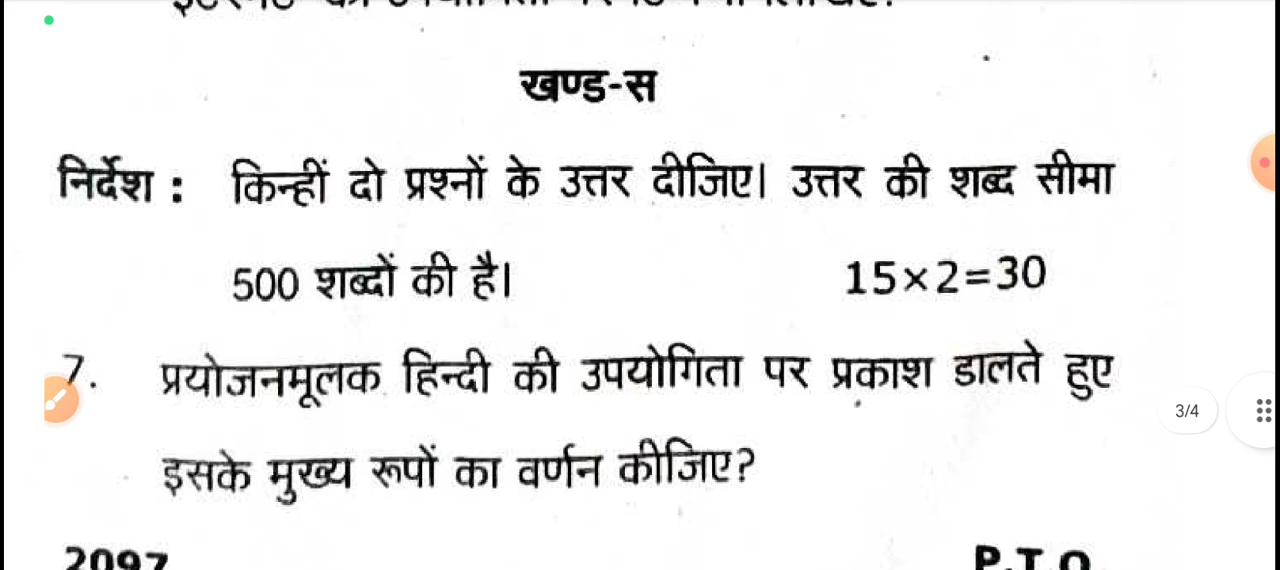 खण्ड-स
निर्देश : किन्हीं दो प्रश्नों के उत्तर दीजिए। उत्तर की शब्द सीमा
500 शब्दों की है। 15×2=30
7. प्रयोजनमूलक हिन्दी की उपयोगिता पर प्रकाश डालते हुए
3/4
इसके मुख्य रूपों का वर्णन कीजिए?
2097 P.T.O.